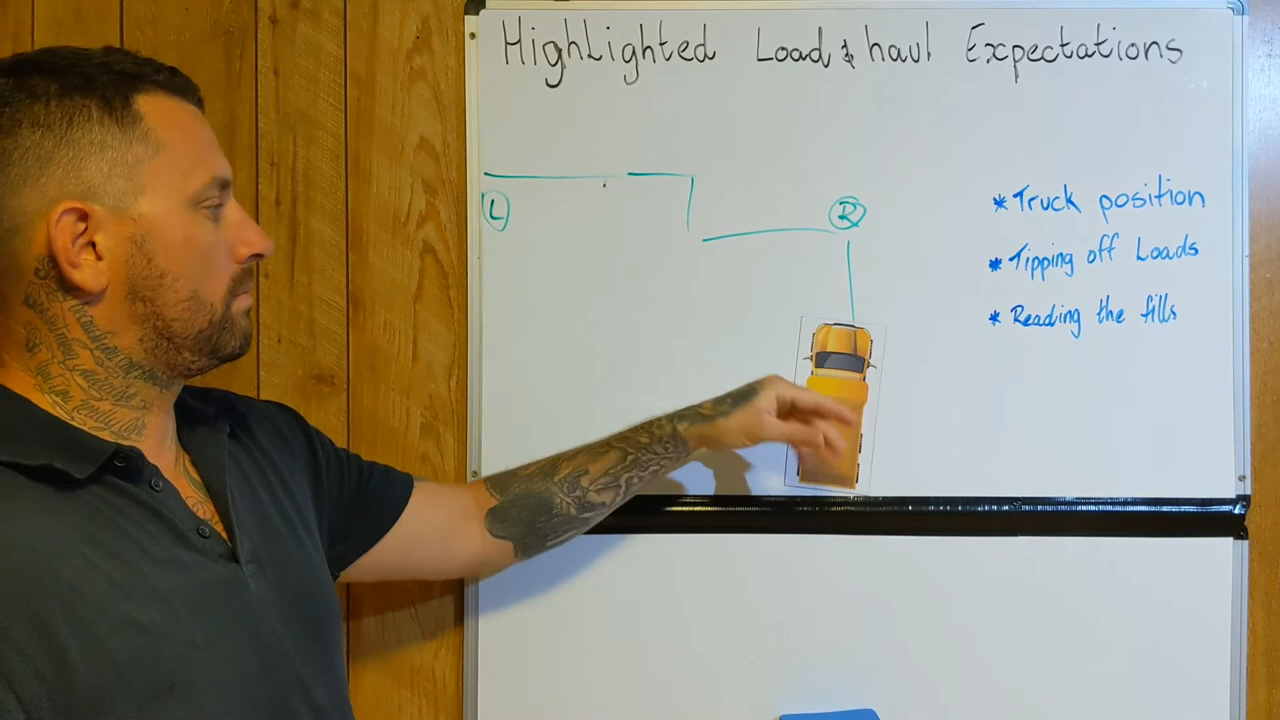 Highlighted Load & haul Expectations
L
R
* Truck position
* Tipping off Loads
* Reading the fills